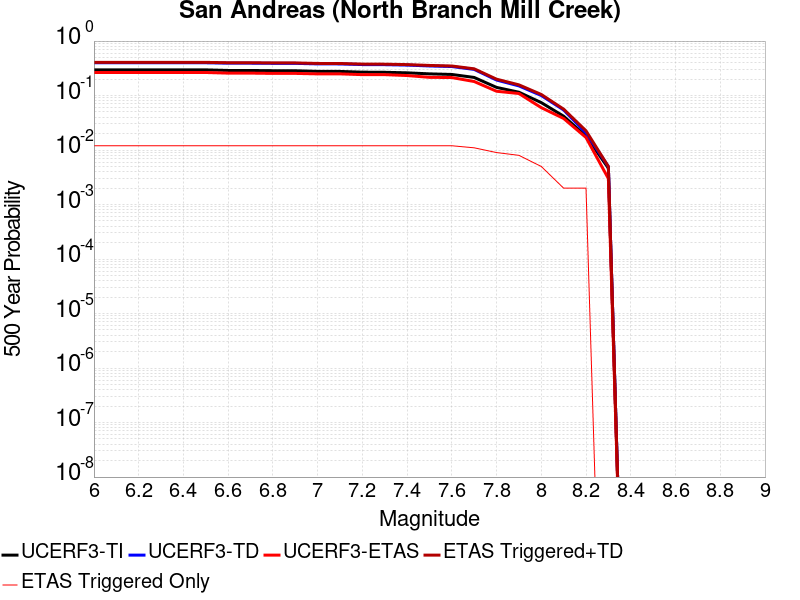 San Andreas (North Branch Mill Creek)
10^0
10^-1
10^-2
10^-3
10^-4
10^-5
10^-6
10^-7
10^-8
500 Year Probability
6 6.2 6.4 6.6 6.8 7 7.2 7.4 7.6 7.8 8 8.2 8.4 8.6 8.8 9
Magnitude
UCERF3-TI UCERF3-TD UCERF3-ETAS ETAS Triggered+TD
ETAS Triggered Only